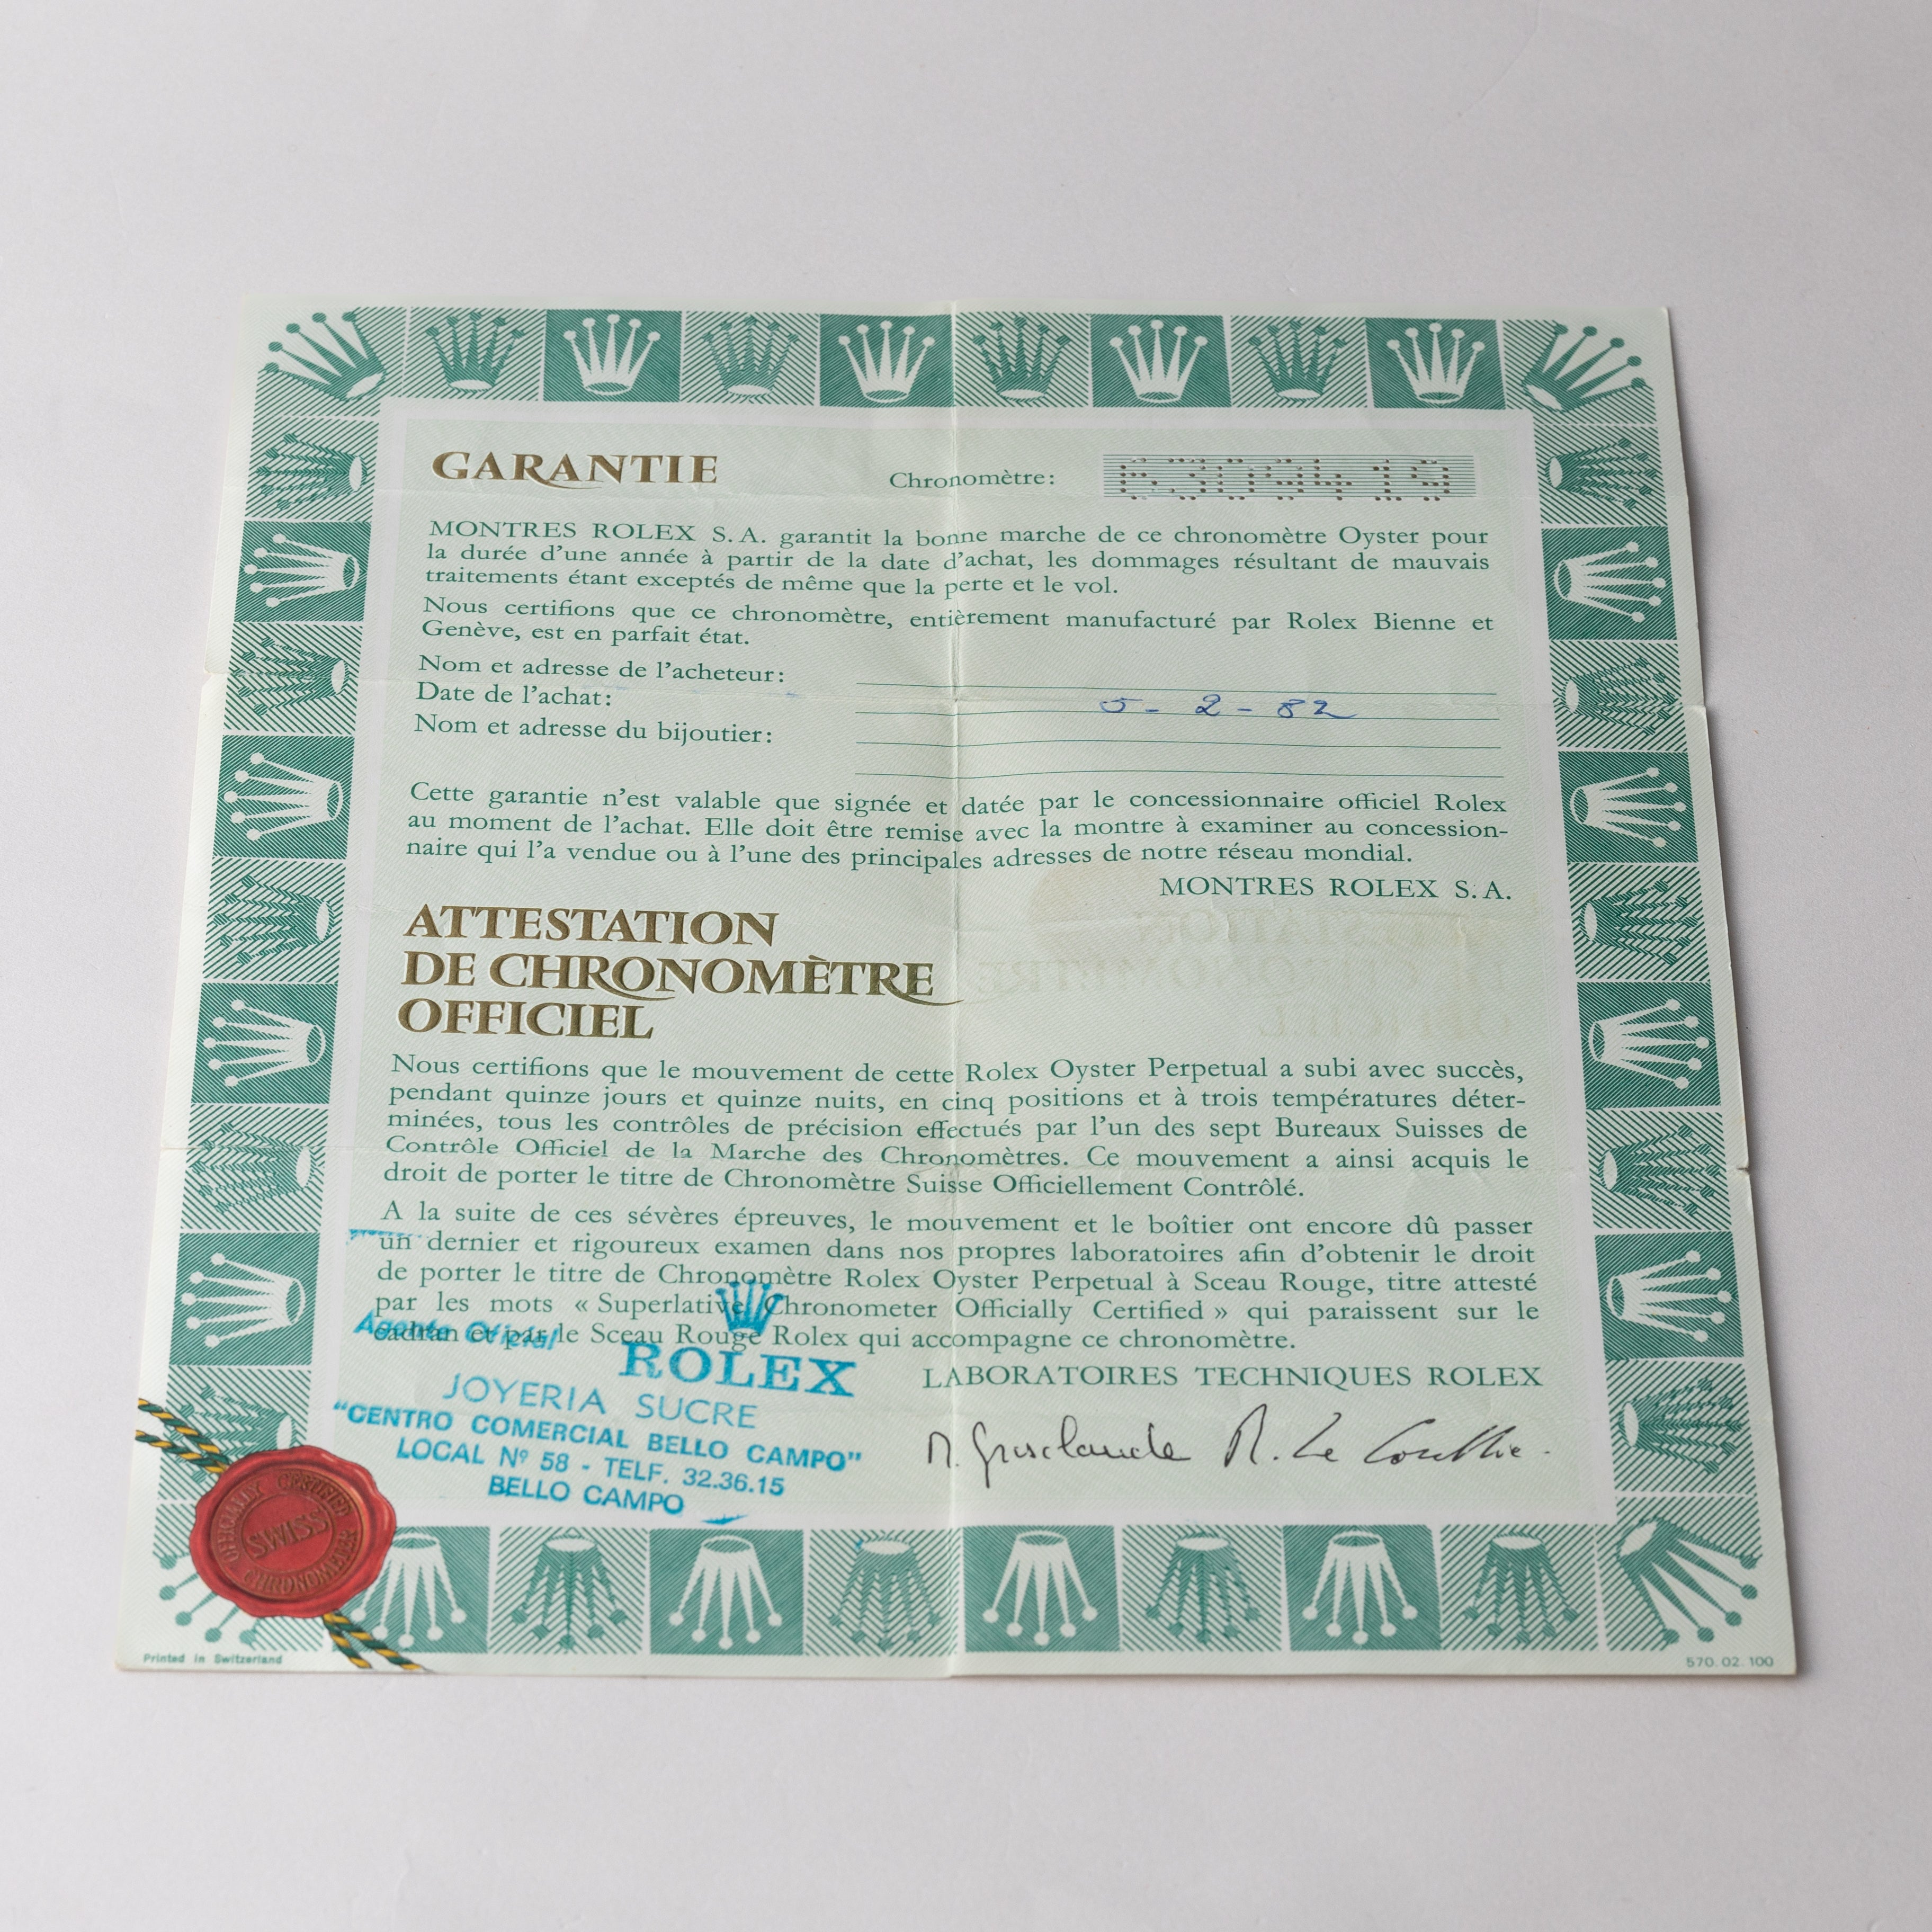 GARANTIE
Chronomètre: 6309419
MONTRES ROLEX S.A. garantit la bonne marche de ce chronomètre Oyster pour
la durée d'une année à partir de la date d'achat, les dommages résultant de mauvais
traitements étant exceptés de même que la perte et le vol.
Nous certifions que ce chronomètre, entièrement manufacturé par Rolex Bienne et
Genève, est en parfait état.
Nom et adresse de l'acheteur:
Date de l'achat: 5 - 2 - 82
Nom et adresse du bijoutier:
Cette garantie n'est valable que signée et datée par le concessionnaire officiel Rolex
au moment de l'achat. Elle doit être remise avec la montre à examiner au concession-
naire qui l'a vendue ou à l'une des principales adresses de notre réseau mondial.
MONTRES ROLEX S.A.
ATTESTATION
DE CHRONOMÈTRE
OFFICIEL
Nous certifions que le mouvement de cette Rolex Oyster Perpetual a subi avec succès,
pendant quinze jours et quinze nuits, en cinq positions et à trois températures déter-
minées, tous les contrôles de précision effectués par l'un des sept Bureaux Suisses de
Contrôle Officiel de la Marche des Chronomètres. Ce mouvement a ainsi acquis le
droit de porter le titre de Chronomètre Suisse Officiellement Contrôlé.
A la suite de ces sévères épreuves, le mouvement et le boîtier ont encore dû passer
un dernier et rigoureux examen dans nos propres laboratoires afin d'obtenir le droit
de porter le titre de Chronomètre Rolex Oyster Perpetual à Sceau Rouge, titre attesté
par les mots « Superlative Chronometer Officially Certified » qui paraissent sur le
cadran et par le Sceau Rouge Rolex qui accompagne ce chronomètre.
LABORATOIRES TECHNIQUES ROLEX
Agente Oficial
ROLEX
JOYERIA SUCRE
"CENTRO COMERCIAL BELLO CAMPO"
LOCAL Nº 58 - TELF. 32.36.15
BELLO CAMPO
OFFICIALLY CERTIFIED
SWISS
CHRONOMETER
Printed in Switzerland
570.02.100